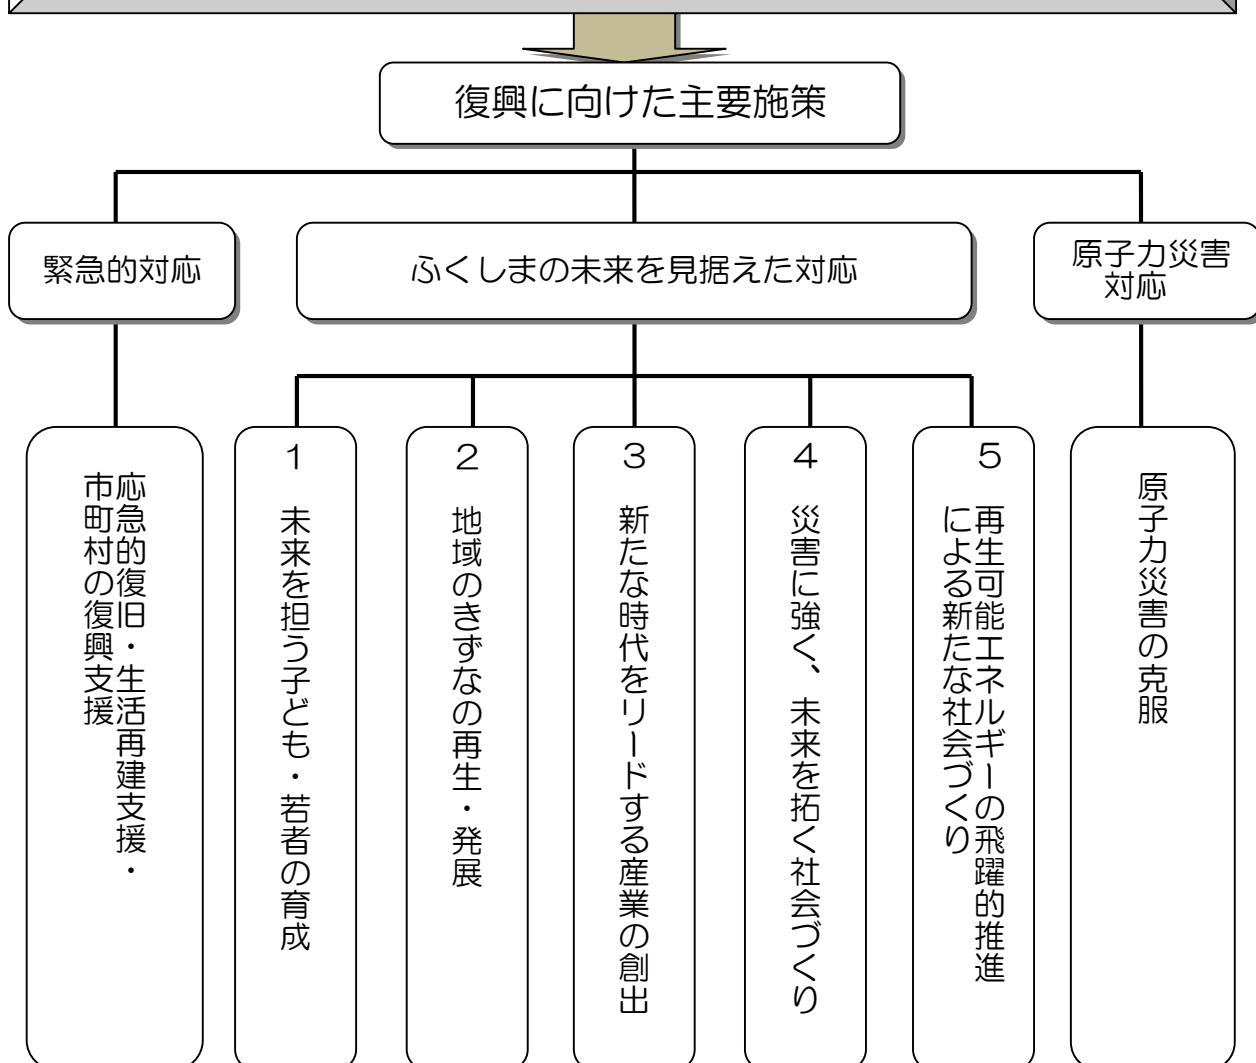 復興に向けた主要施策
緊急的対応
ふくしまの未来を見据えた対応
原子力災害
対応
応急的復旧・生活再建支援・
市町村の復興支援
1 未来を担う子ども・若者の育成
2 地域のきずなの再生・発展
3 新たな時代をリードする産業の創出
4 災害に強く、未来を拓く社会づくり
5 再生可能エネルギーの飛躍的推進
による新たな社会づくり
原子力災害の克服